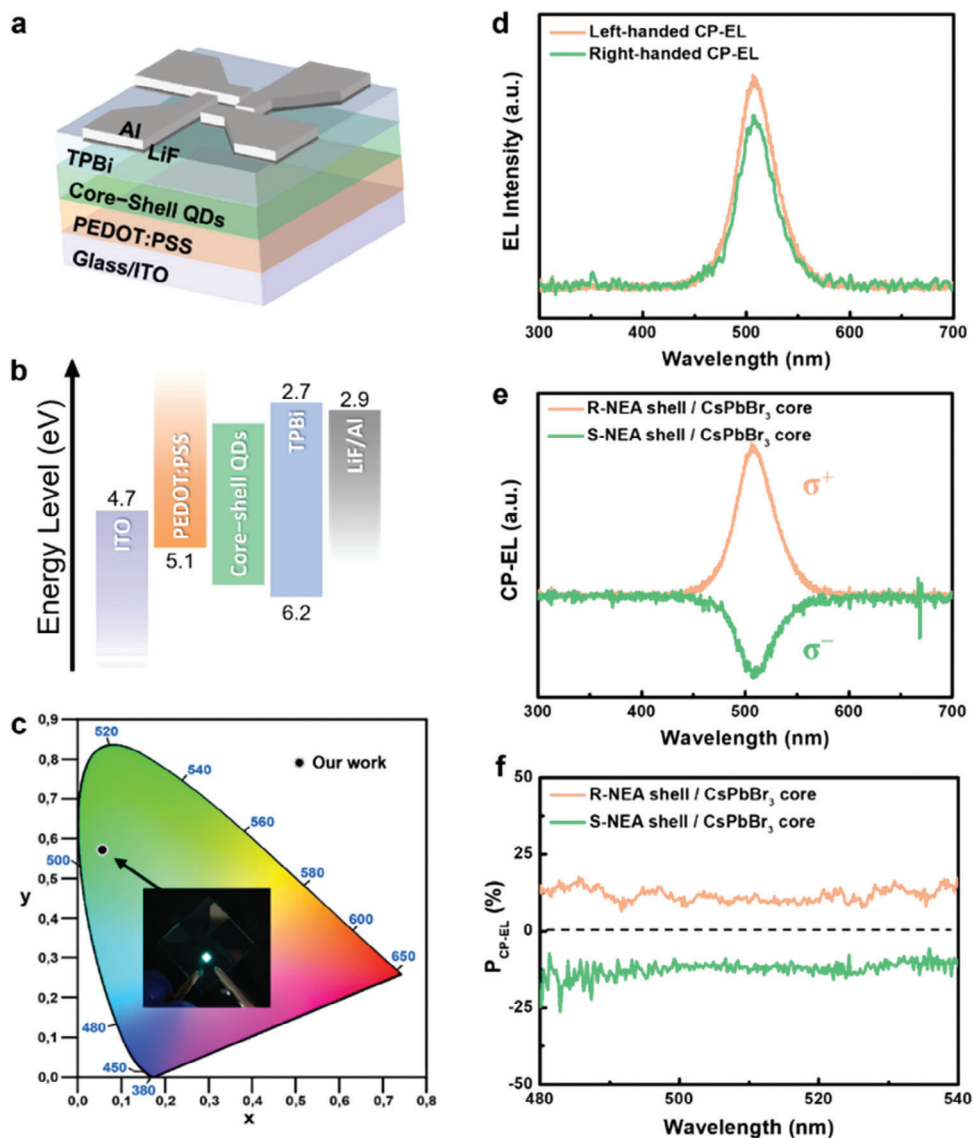 a
Al
LiF
TPBi
Core-Shell QDs
PEDOT:PSS
Glass/ITO
b
Energy Level (eV)
4.7
ITO
PEDOT:PSS
5.1
Core-shell QDs
2.7
TPBi
6.2
2.9
LiF/Al
c
0,9
0,8
0,7
0,6
0,5
0,4
0,3
0,2
0,1
0,0
y
0,0 0,1 0,2 0,3 0,4 0,5 0,6 0,7 0,8
x
520
540
560
580
600
650
500
480
450
380
Our work
d
Left-handed CP-EL
Right-handed CP-EL
EL Intensity (a.u.)
300 400 500 600 700
Wavelength (nm)
e
R-NEA shell / CsPbBr₃ core
S-NEA shell / CsPbBr₃ core
σ⁺
σ⁻
CP-EL (a.u.)
300 400 500 600 700
Wavelength (nm)
f
R-NEA shell / CsPbBr₃ core
S-NEA shell / CsPbBr₃ core
P CP-EL (%)
50
25
0
-25
-50
480 500 520 540
Wavelength (nm)